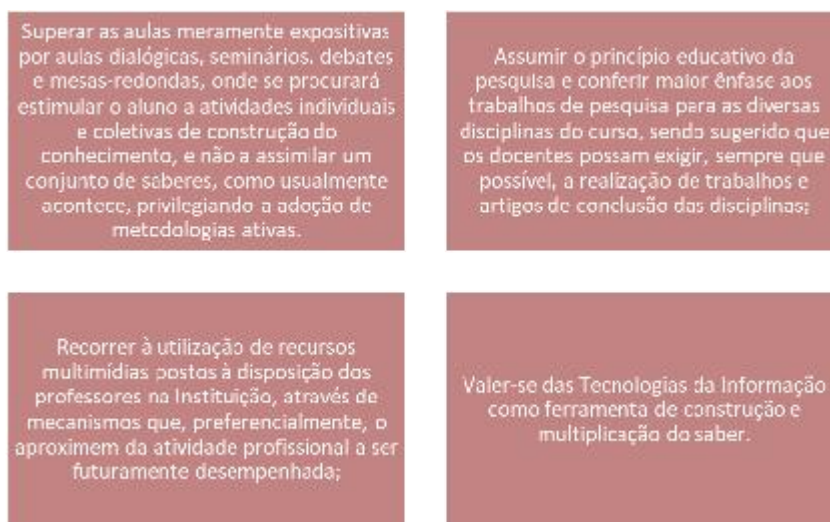 Superar as aulas meramente expositivas
por aulas dialógicas, seminários, debates
e mesas-redondas, onde se procurará
estimular o aluno a atividades individuais
e coletivas de construção do
conhecimento, e não a assimilar um
conjunto de saberes, como usualmente
acontece, privilegiando a adoção de
metodologias ativas.
Assumir o princípio educativo da
pesquisa e conferir maior ênfase aos
trabalhos de pesquisa para as diversas
disciplinas do curso, sendo sugerido que
os docentes possam exigir, sempre que
possível, a realização de trabalhos e
artigos de conclusão das disciplinas;
Recorrer à utilização de recursos
multimídias postos à disposição dos
professores na Instituição, através de
mecanismos que, preferencialmente, o
aproximem da atividade profissional a ser
futuramente desempenhada;
Valer-se das Tecnologias da Informação
como ferramenta de construção e
multiplicação do saber.